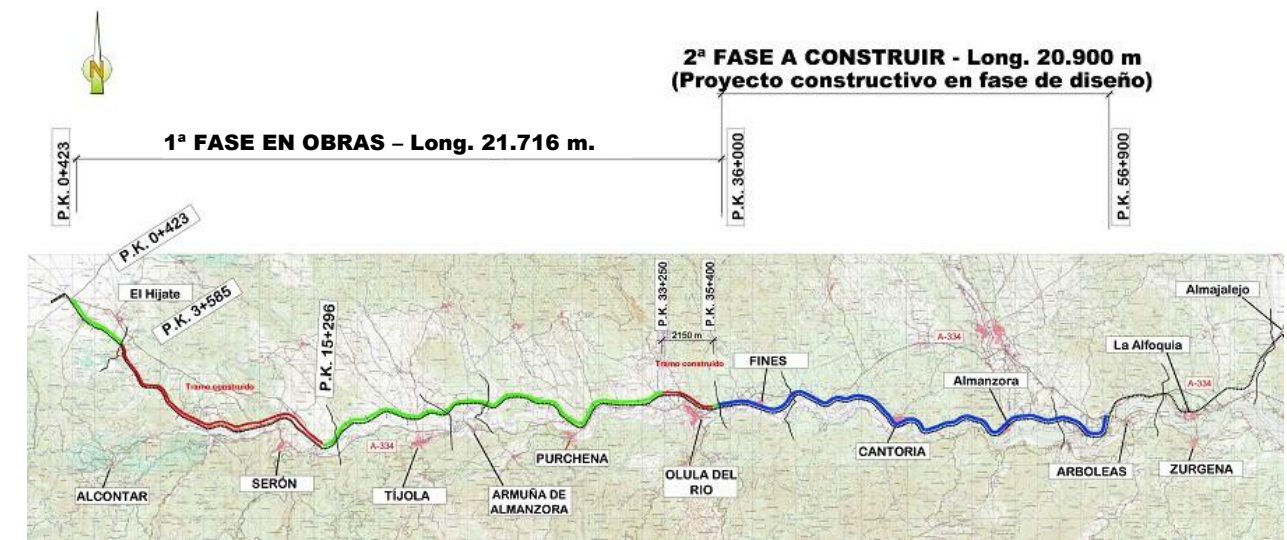 N
2ª FASE A CONSTRUIR - Long. 20.900 m
(Proyecto constructivo en fase de diseño)
1ª FASE EN OBRAS – Long. 21.716 m.
P.K. 0+423
P.K. 36+000
P.K. 56+900
P.K. 0+423
El Hijate
P.K. 3+585
P.K. 15+296
P.K. 33+250
P.K. 35+400
2150 m
Almajalejo
A-334
La Alfoquia
FINES
Tramo construido
Tramo construido
Almanzora
A-334
A-334
CANTORIA
PURCHENA
ARBOLEAS
ZURGENA
OLULA DEL
RIO
SERÓN
ALCONTAR
TÍJOLA
ARMUÑA DE
ALMANZORA